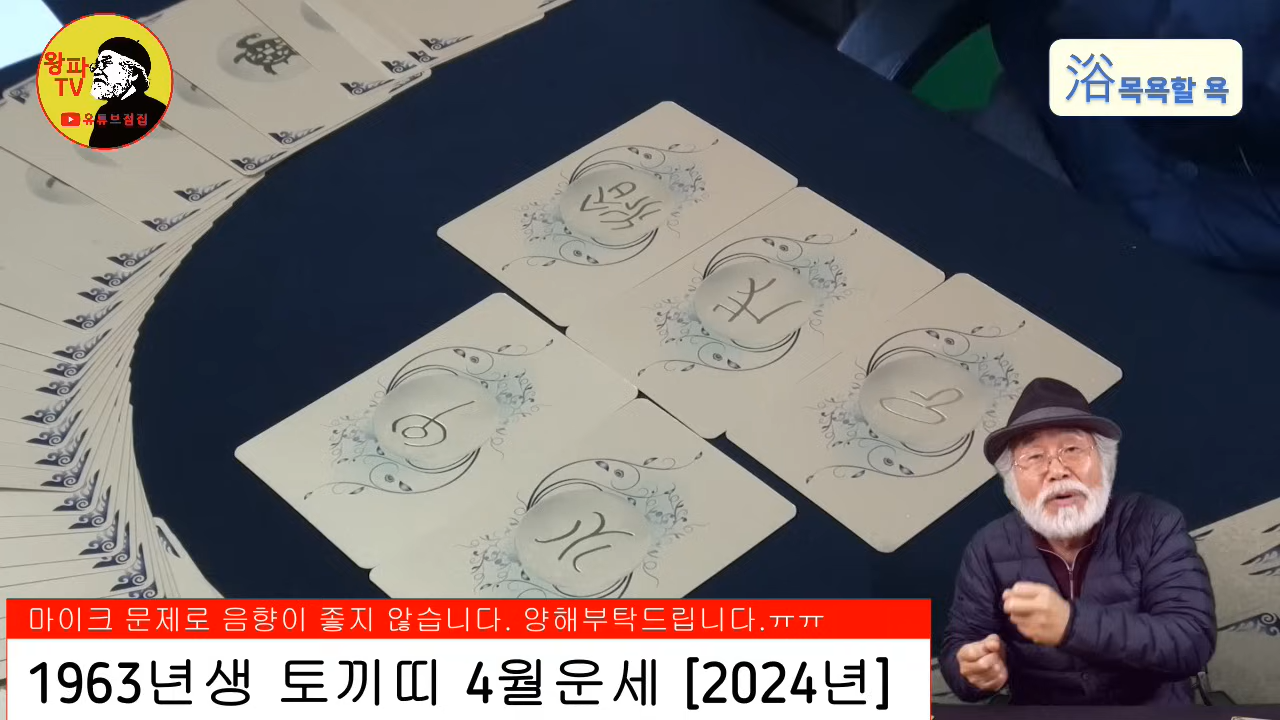 왕파
TV
유튜브점집
浴 목욕할 욕
마이크 문제로 음향이 좋지 않습니다. 양해부탁드립니다.ㅠㅠ
1963년생 토끼띠 4월운세 [2024년]